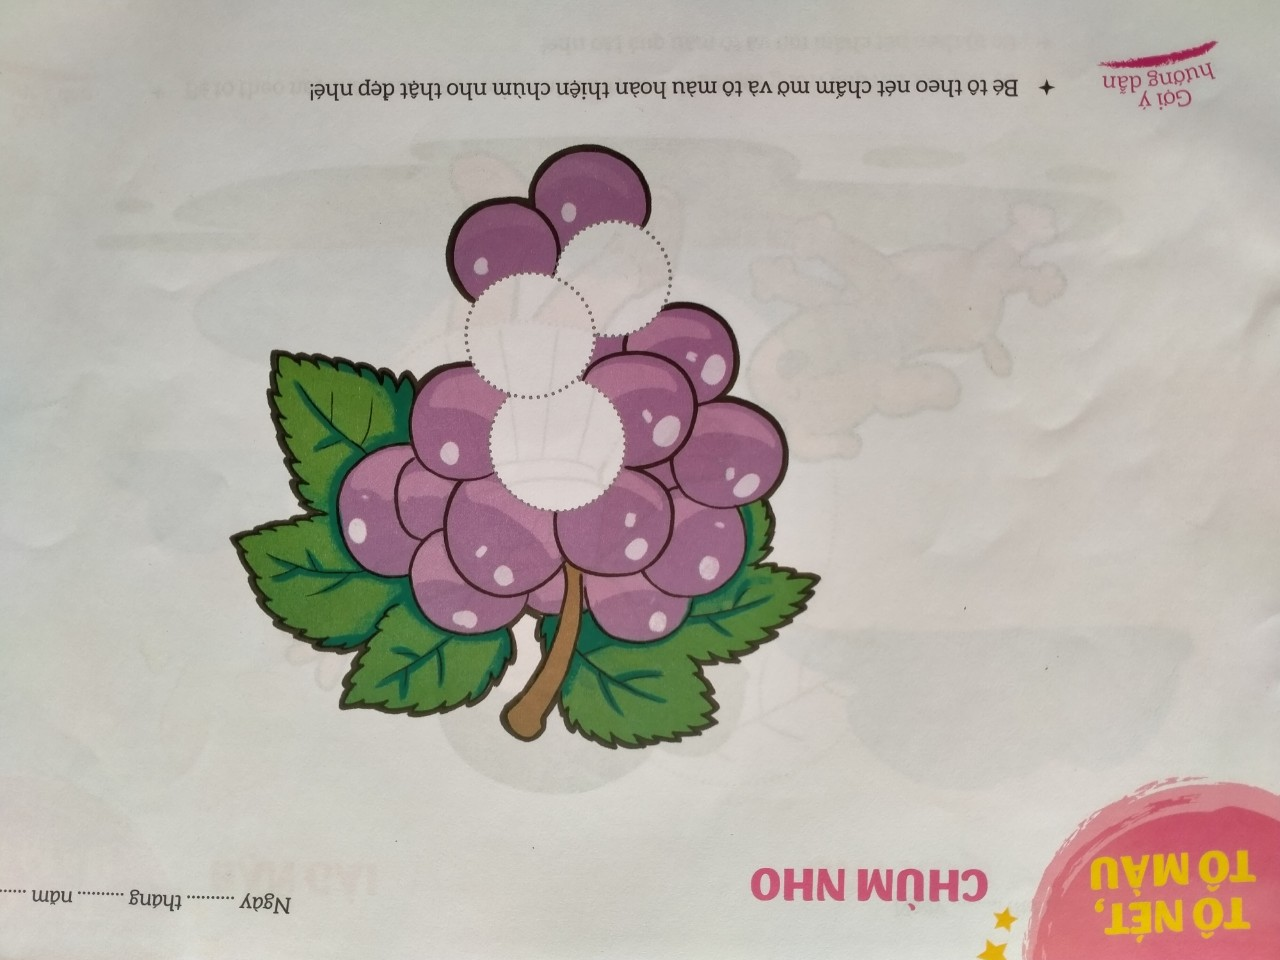 TÔ NÉT,
TÔ MÀU
CHÙM NHO
Ngày .......... tháng .......... năm ......
Gợi ý
hướng dẫn
Bé tô theo nét chấm mờ và tô màu hoàn thiện chùm nho thật đẹp nhé!